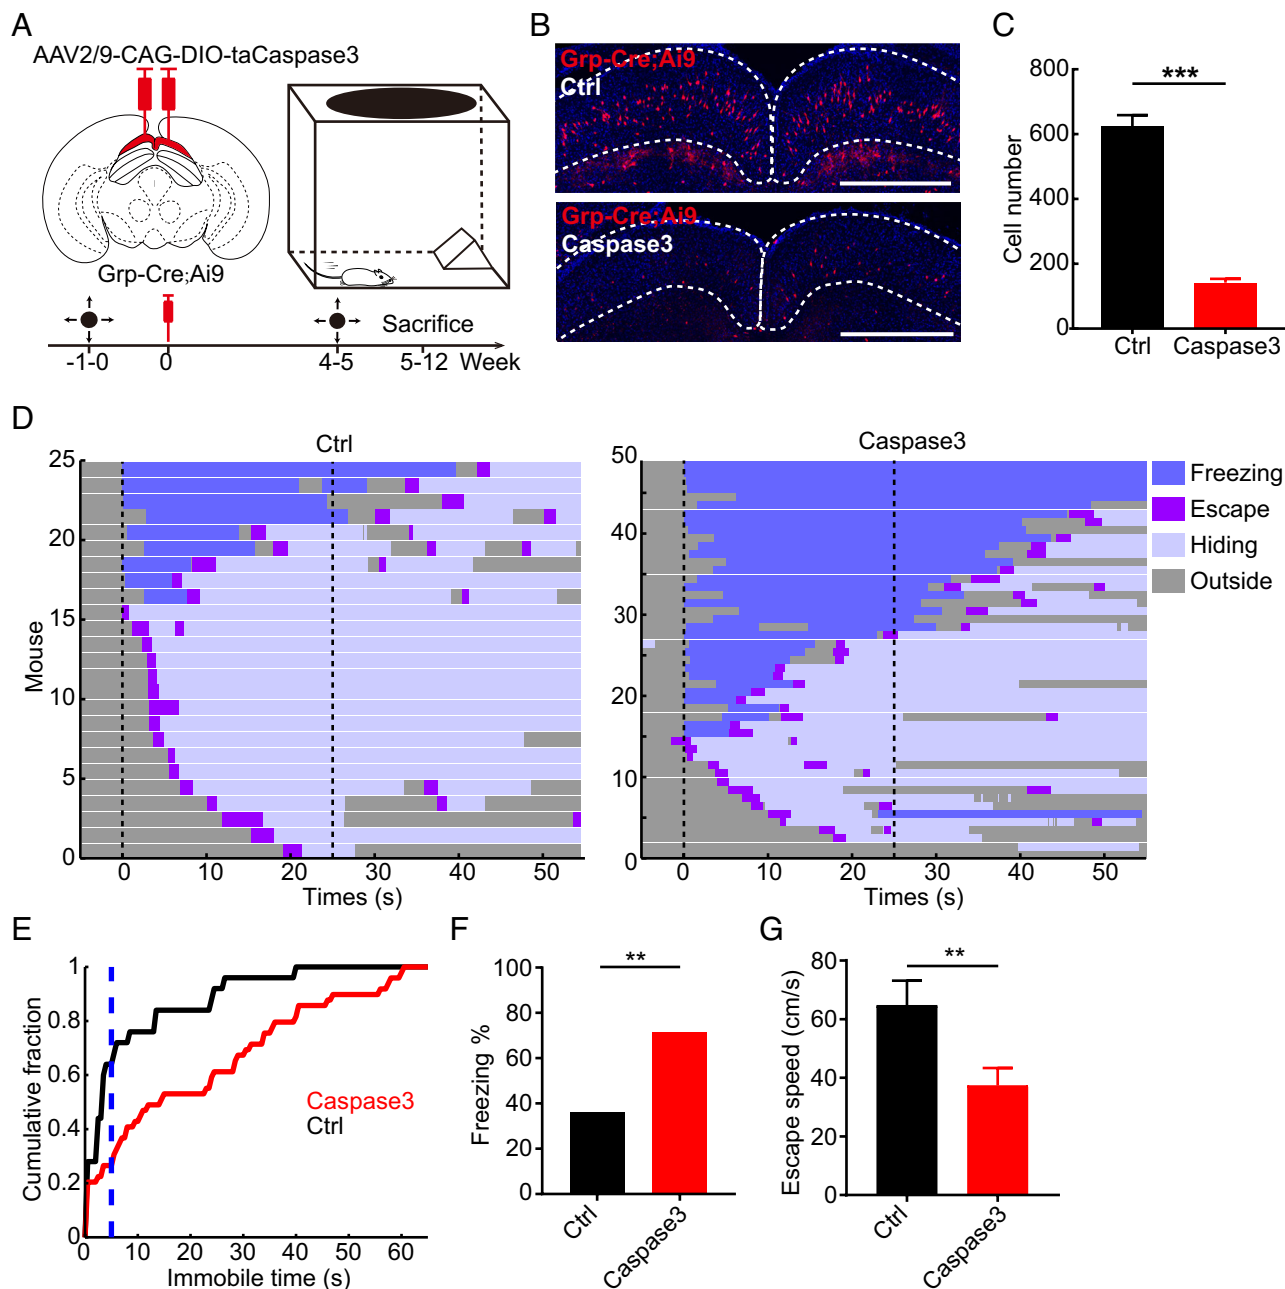 A
AAV2/9-CAG-DIO-taCaspase3
Grp-Cre;Ai9
-1-0
0
4-5
Sacrifice
5-12
Week
B
Grp-Cre;Ai9
Ctrl
Grp-Cre;Ai9
Caspase3
C
800
600
400
200
0
Cell number
***
Ctrl
Caspase3
D
Ctrl
25
20
15
10
5
0
Mouse
0
10
20
30
40
50
Times (s)
Caspase3
50
40
30
20
10
0
0
10
20
30
40
50
Times (s)
Freezing
Escape
Hiding
Outside
E
1
0.8
0.6
0.4
0.2
0
Cumulative fraction
Caspase3
Ctrl
0
10
20
30
40
50
60
Immobile time (s)
F
**
100
80
60
40
20
0
Freezing %
Ctrl
Caspase3
G
**
80
60
40
20
0
Escape speed (cm/s)
Ctrl
Caspase3